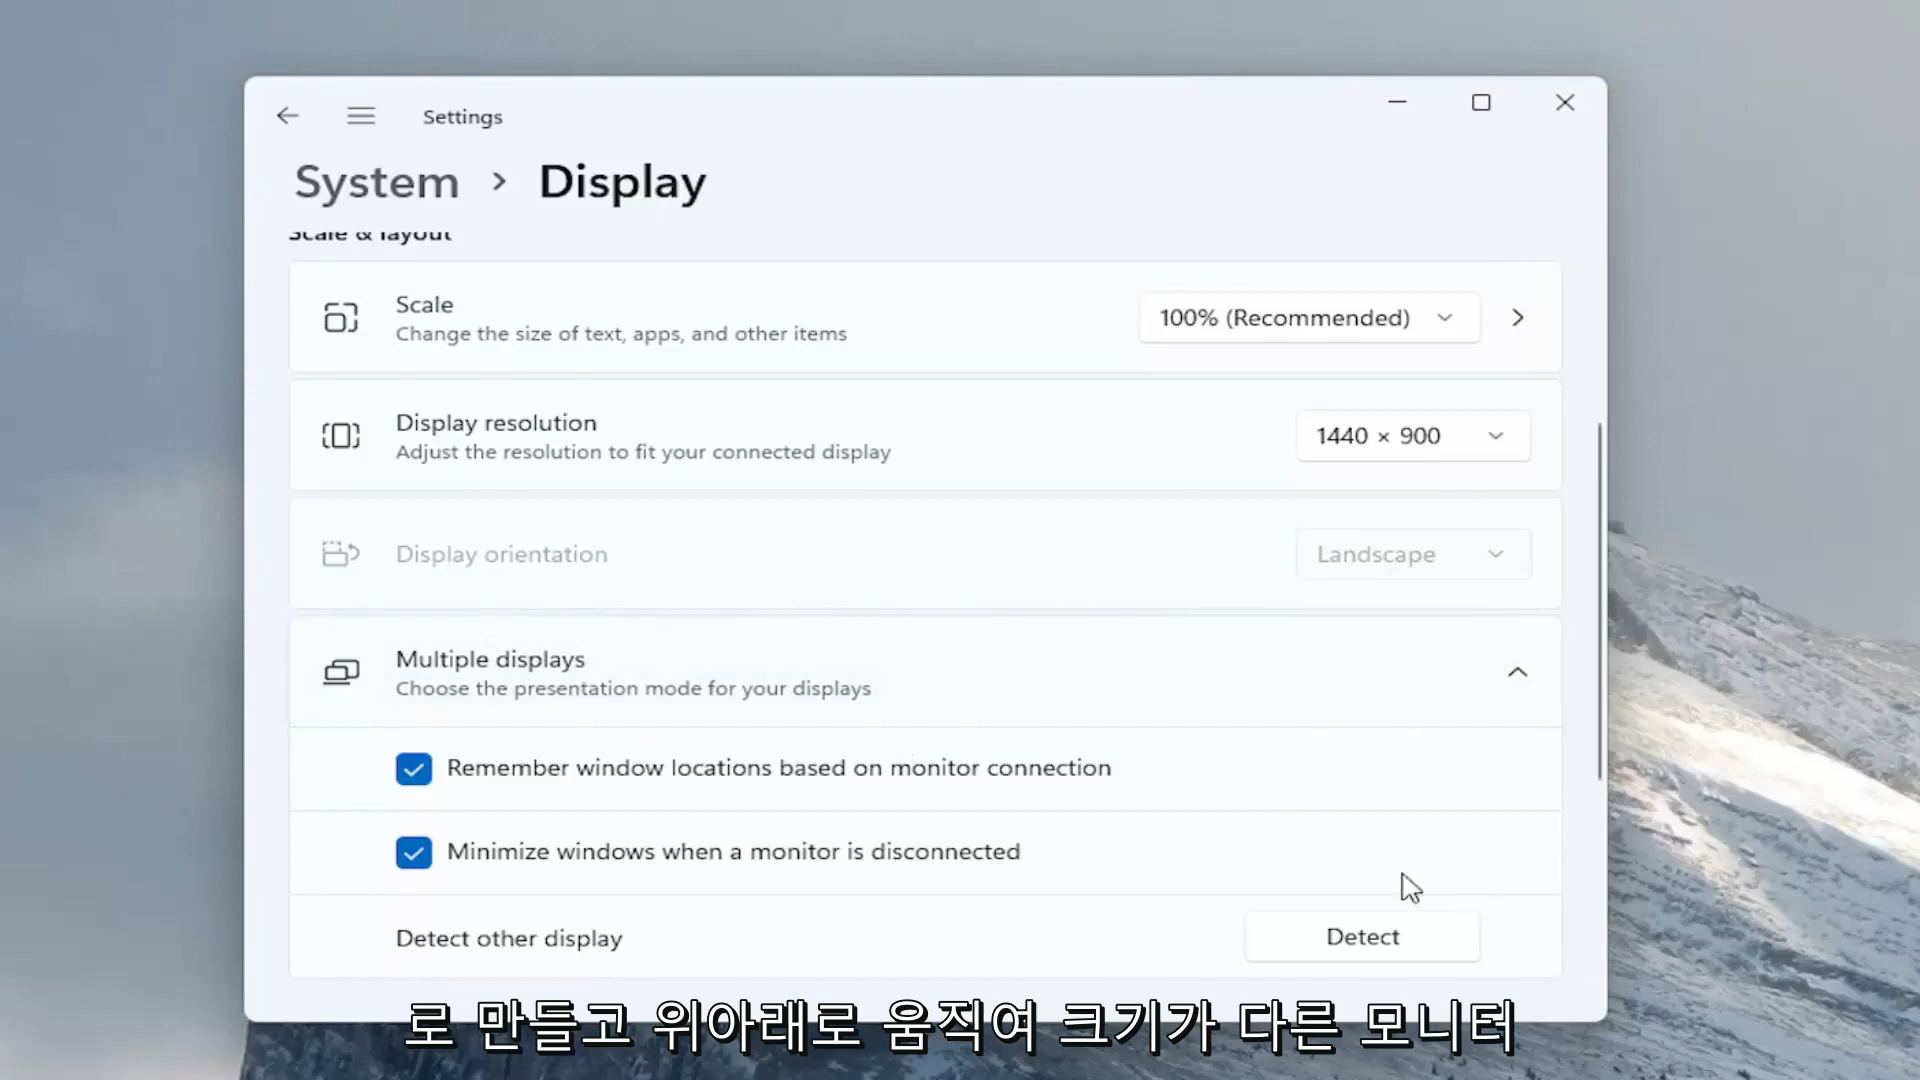 Settings
System > Display
Scale & layout
Scale
Change the size of text, apps, and other items
100% (Recommended)
Display resolution
Adjust the resolution to fit your connected display
1440 × 900
Display orientation
Landscape
Multiple displays
Choose the presentation mode for your displays
Remember window locations based on monitor connection
Minimize windows when a monitor is disconnected
Detect other display
Detect
로 만들고 위아래로 움직여 크기가 다른 모니터